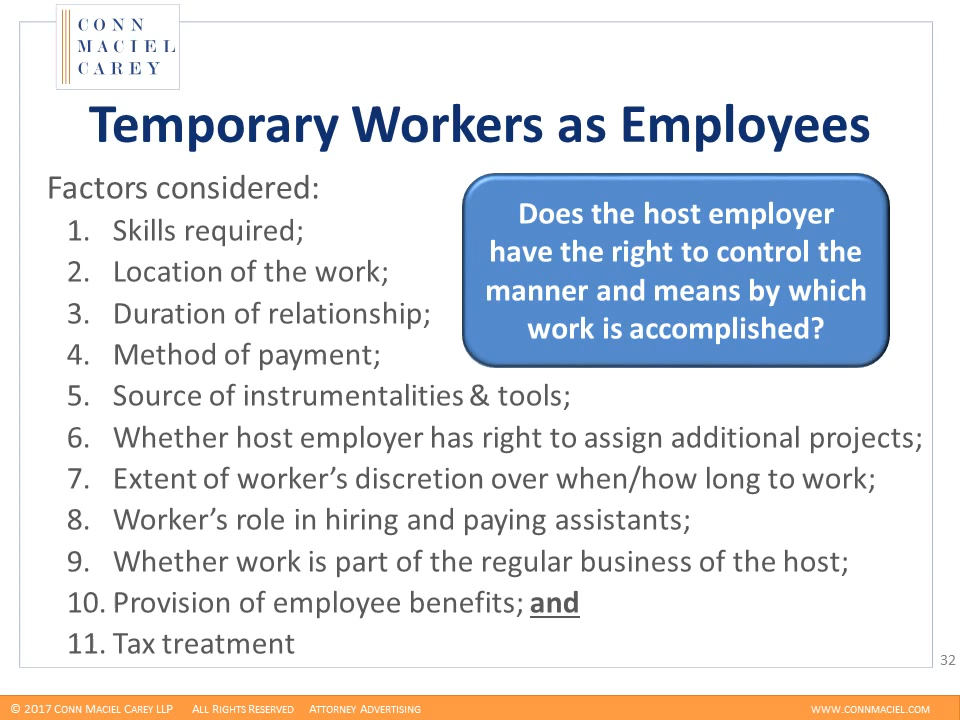 CONN
MACIEL
CAREY
Temporary Workers as Employees
Factors considered:
1. Skills required;
2. Location of the work;
3. Duration of relationship;
4. Method of payment;
5. Source of instrumentalities & tools;
6. Whether host employer has right to assign additional projects;
7. Extent of worker’s discretion over when/how long to work;
8. Worker’s role in hiring and paying assistants;
9. Whether work is part of the regular business of the host;
10. Provision of employee benefits; and
11. Tax treatment
Does the host employer
have the right to control the
manner and means by which
work is accomplished?
32
© 2017 CONN MACIEL CAREY LLP ALL RIGHTS RESERVED ATTORNEY ADVERTISING
WWW.CONNMACIEL.COM